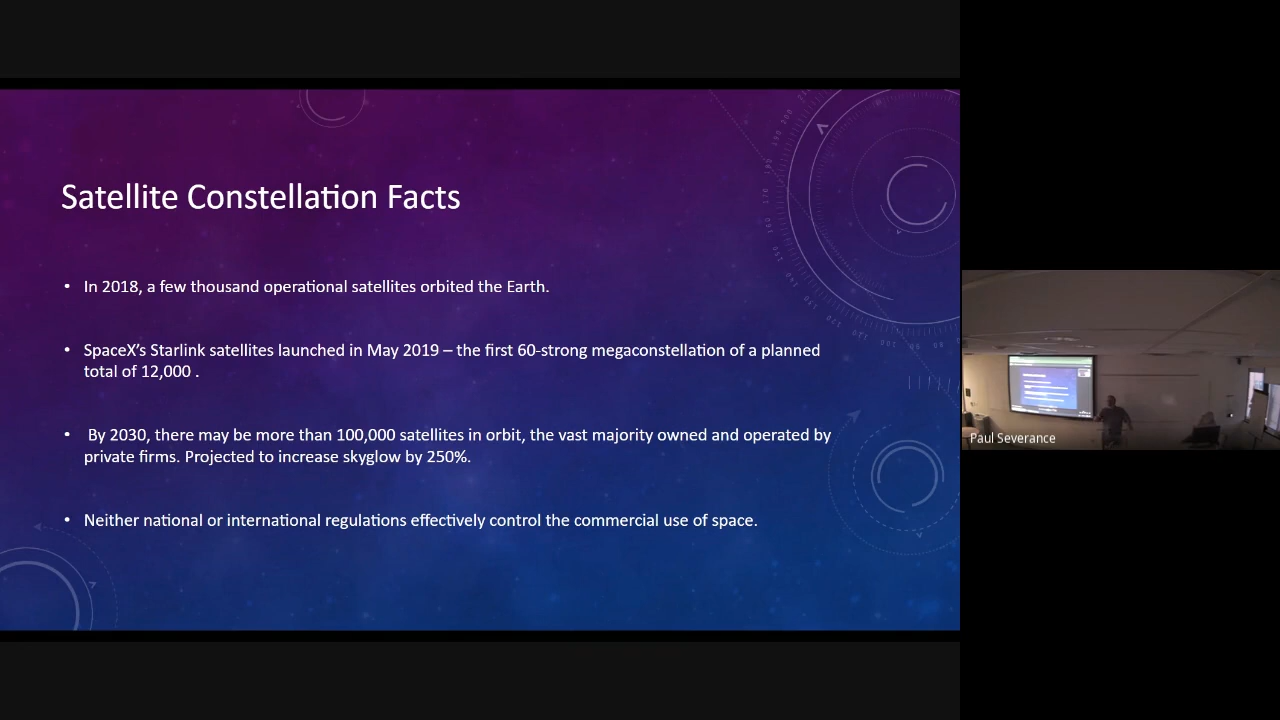 Satellite Constellation Facts
• In 2018, a few thousand operational satellites orbited the Earth.
• SpaceX's Starlink satellites launched in May 2019 – the first 60-strong megaconstellation of a planned
total of 12,000 .
• By 2030, there may be more than 100,000 satellites in orbit, the vast majority owned and operated by
private firms. Projected to increase skyglow by 250%.
• Neither national or international regulations effectively control the commercial use of space.
Paul Severance